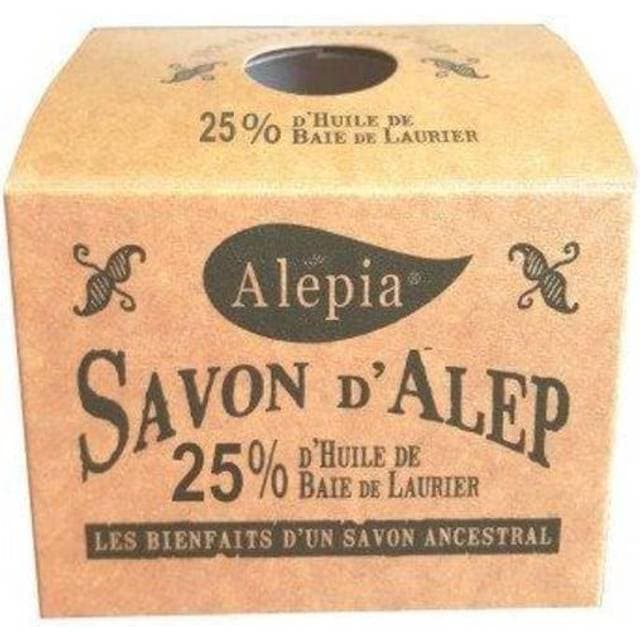 25% D'HUILE DE
BAIE DE LAURIER
Alepia®
SAVON D'ALEP
25% D'HUILE DE
BAIE DE LAURIER
LES BIENFAITS D'UN SAVON ANCESTRAL